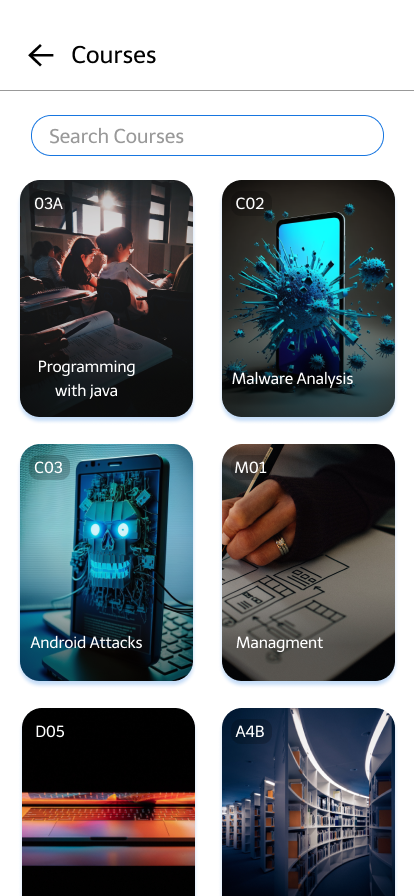 Courses
Search Courses
03A
C02
Programming
with java
Malware Analysis
C03
M01
Android Attacks
Managment
D05
A4B